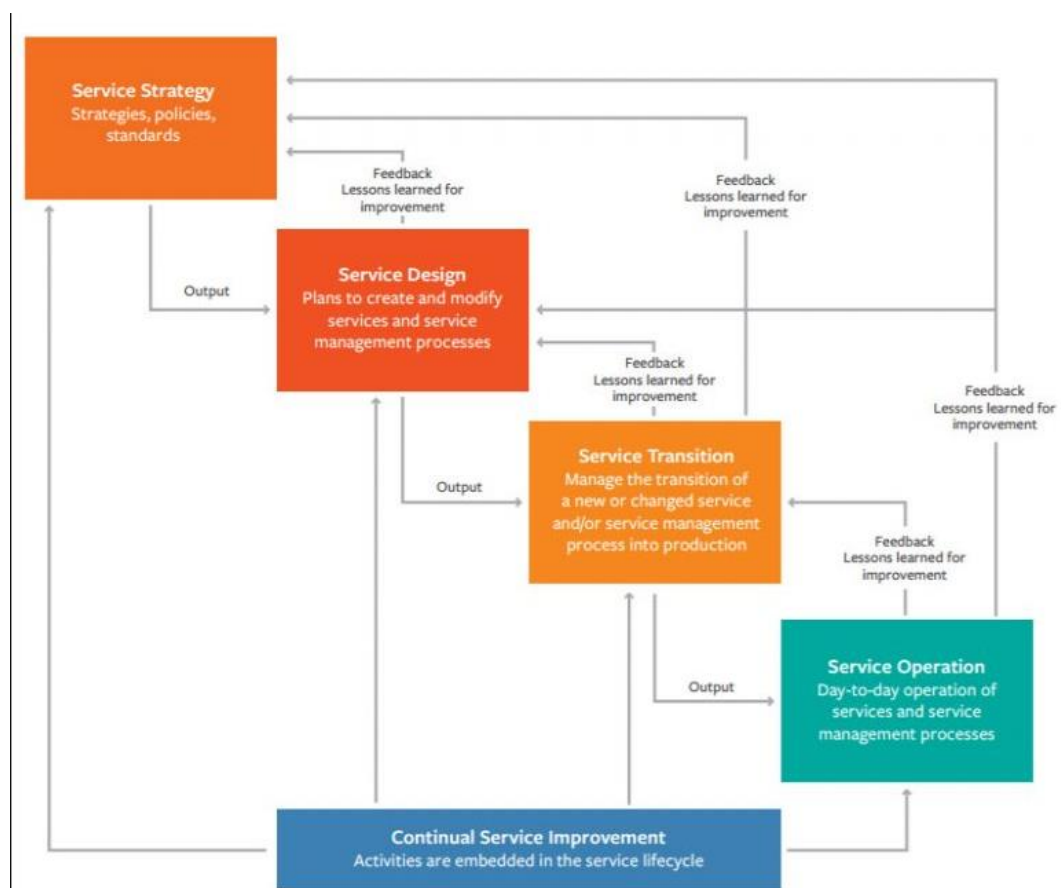 Service Strategy
Strategies, policies,
standards
Feedback
Lessons learned for
improvement
Feedback
Lessons learned for
improvement
Output
Service Design
Plans to create and modify
services and service
management processes
Feedback
Lessons learned for
improvement
Feedback
Lessons learned for
improvement
Output
Service Transition
Manage the transition of
a new or changed service
and/or service management
process into production
Feedback
Lessons learned for
improvement
Output
Service Operation
Day-to-day operation of
services and service
management processes
Continual Service Improvement
Activities are embedded in the service lifecycle